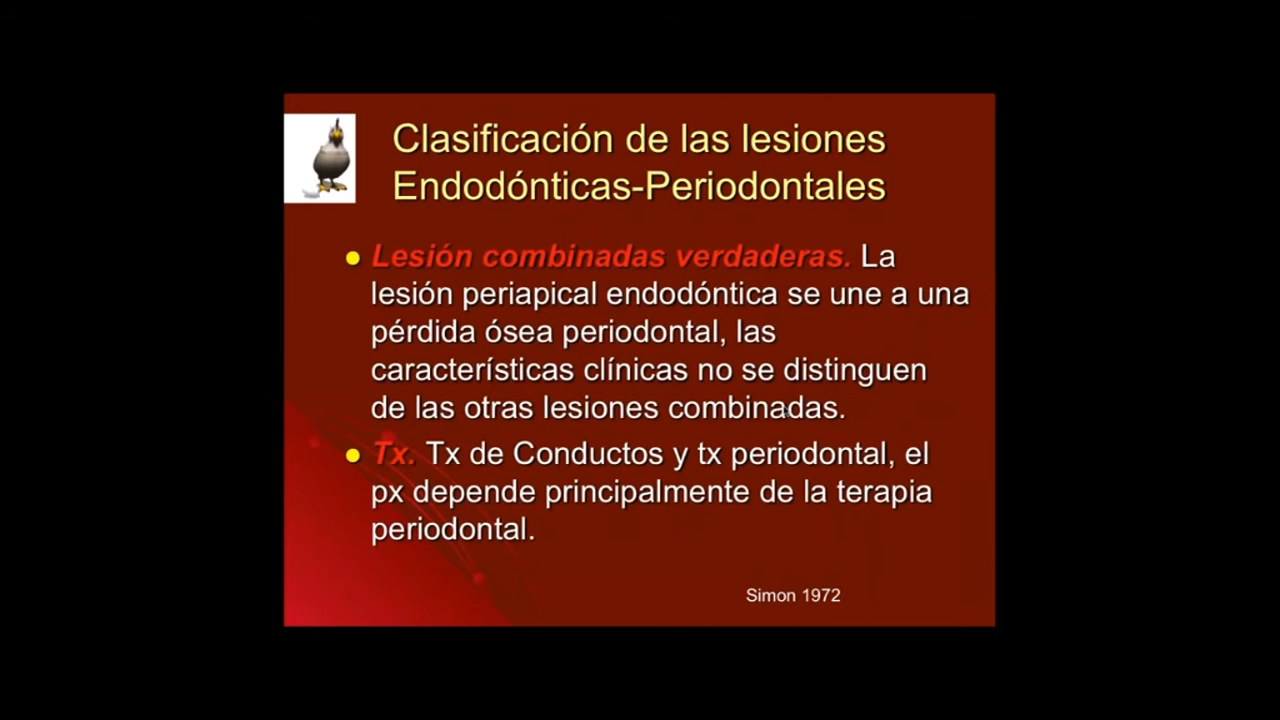 Clasificación de las lesiones
Endodónticas-Periodontales
Lesión combinadas verdaderas. La
lesión periapical endodóntica se une a una
pérdida ósea periodontal, las
características clínicas no se distinguen
de las otras lesiones combinadas.
Tx. Tx de Conductos y tx periodontal, el
px depende principalmente de la terapia
periodontal.
Simon 1972